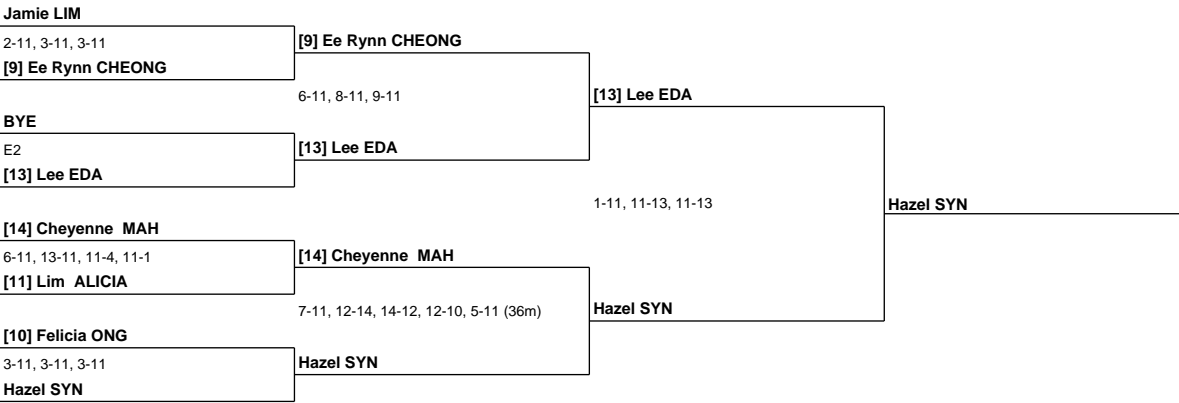 Jamie LIM
2-11, 3-11, 3-11
[9] Ee Rynn CHEONG
BYE
E2
[13] Lee EDA
[14] Cheyenne  MAH
6-11, 13-11, 11-4, 11-1
[11] Lim  ALICIA
[10] Felicia ONG
3-11, 3-11, 3-11
Hazel SYN
[9] Ee Rynn CHEONG
6-11, 8-11, 9-11
[13] Lee EDA
[14] Cheyenne  MAH
7-11, 12-14, 14-12, 12-10, 5-11 (36m)
Hazel SYN
[13] Lee EDA
1-11, 11-13, 11-13
Hazel SYN
Hazel SYN